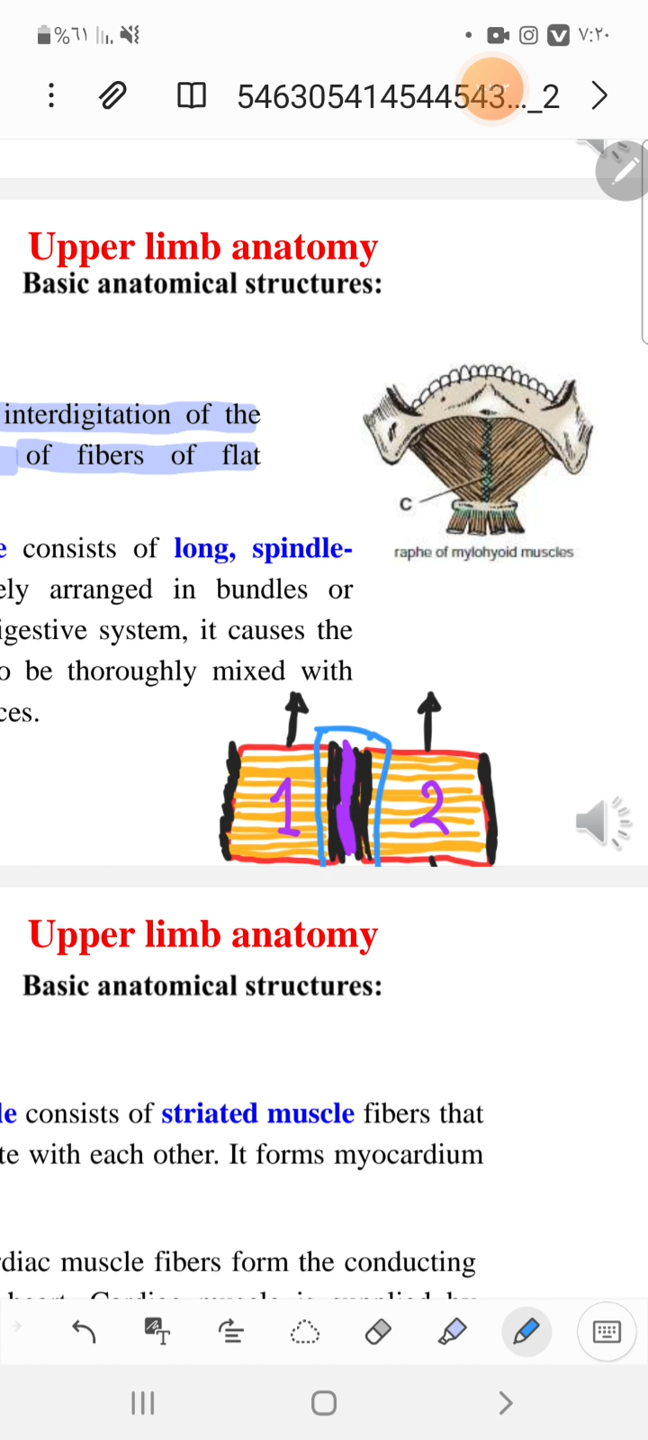 %٦١
V
٧:٢٠
546305414544543..._2
Upper limb anatomy
Basic anatomical structures:
interdigitation of the
of fibers of flat
C
raphe of mylohyoid muscles
e consists of long, spindle-
ely arranged in bundles or
igestive system, it causes the
o be thoroughly mixed with
ces.
1 2
Upper limb anatomy
Basic anatomical structures:
le consists of striated muscle fibers that
te with each other. It forms myocardium
diac muscle fibers form the conducting
T